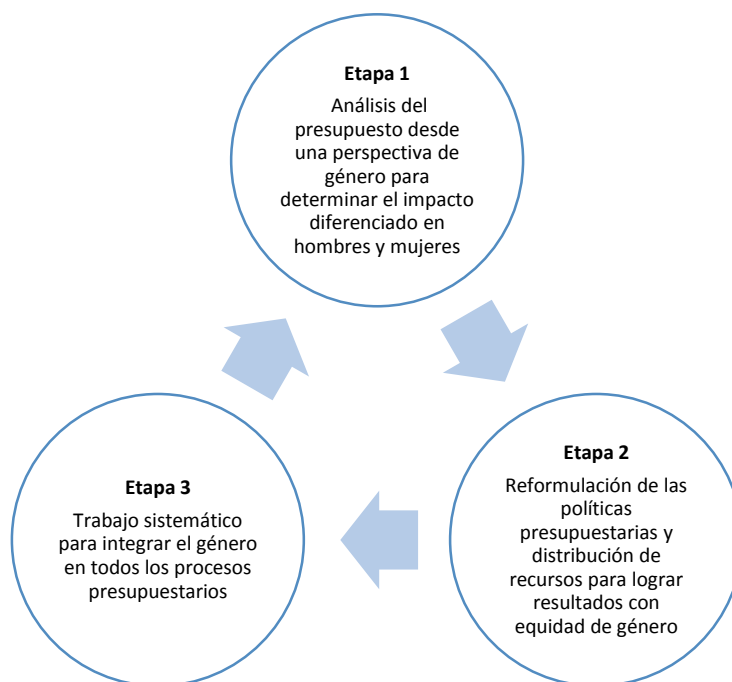 Etapa 1
Análisis del
presupuesto desde
una perspectiva de
género para
determinar el impacto
diferenciado en
hombres y mujeres
Etapa 2
Reformulación de las
políticas
presupuestarias y
distribución de
recursos para lograr
resultados con
equidad de género
Etapa 3
Trabajo sistemático
para integrar el género
en todos los procesos
presupuestarios